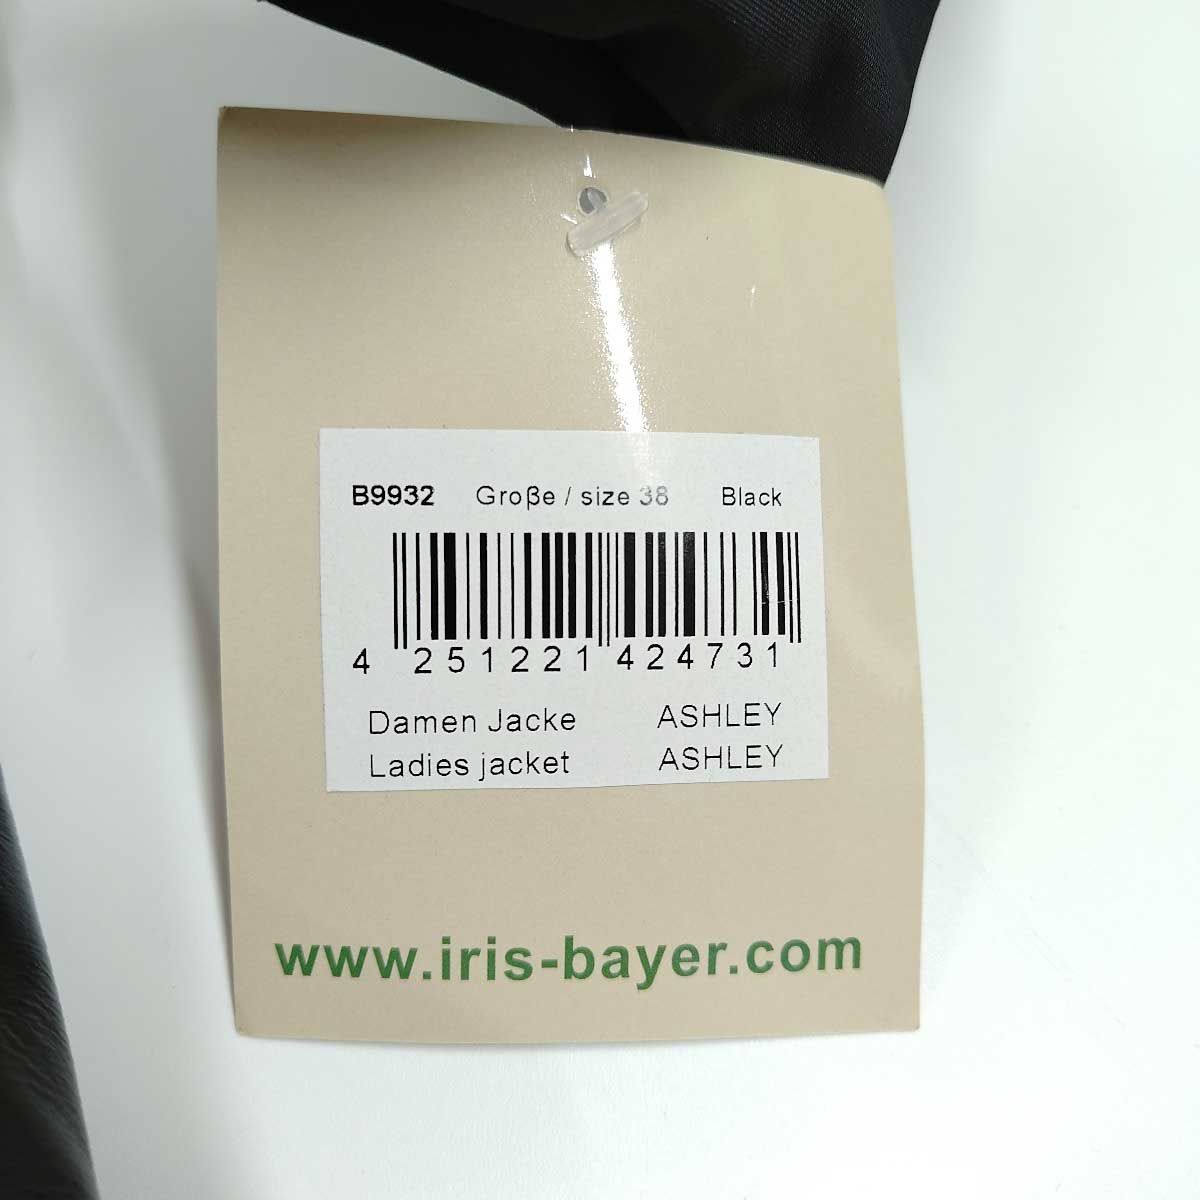 B9932 Groβe / size 38 Black
4 251221 424731
Damen Jacke ASHLEY
Ladies jacket ASHLEY
www.iris-bayer.com